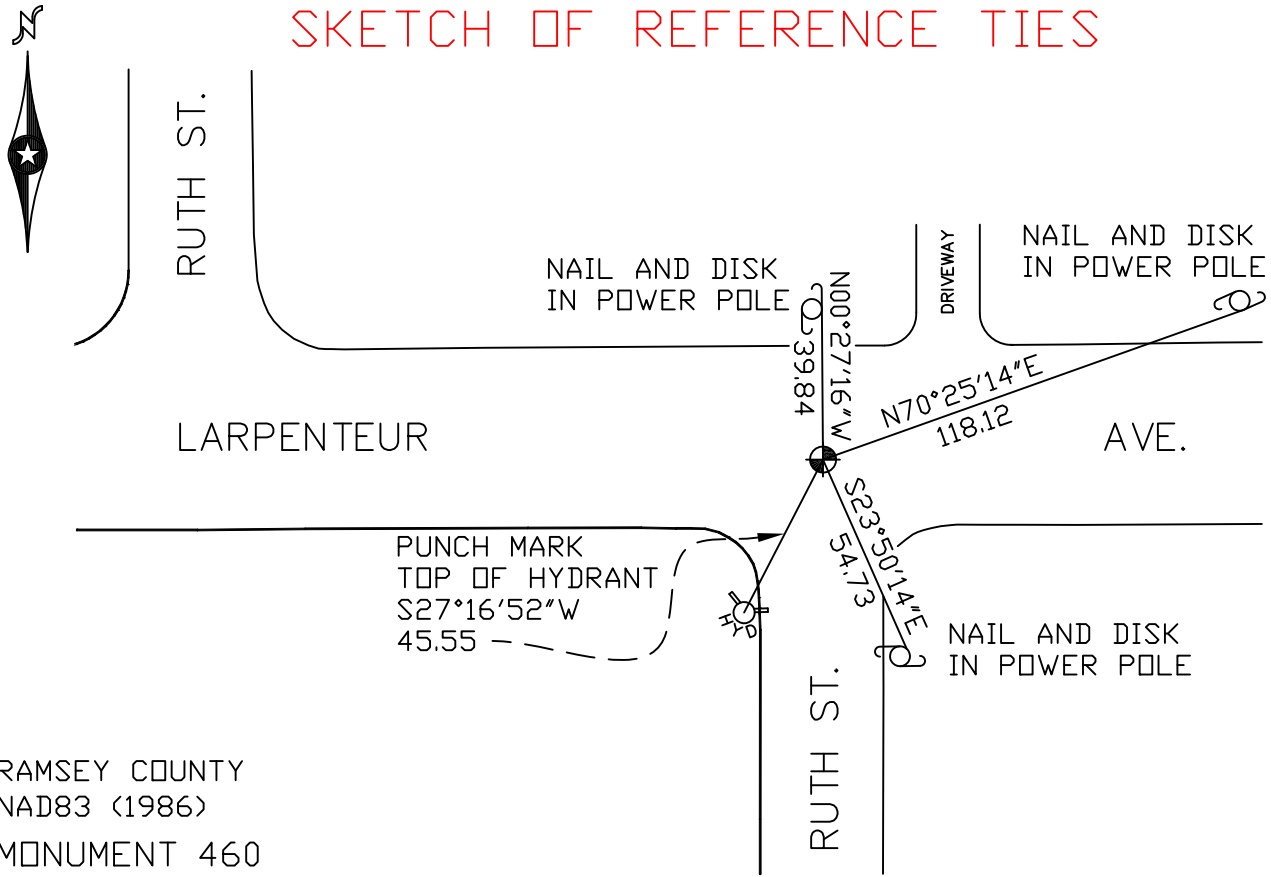 N
SKETCH OF REFERENCE TIES
RUTH ST.
NAIL AND DISK
IN POWER POLE
N00°27'16"W
39.84
DRIVEWAY
NAIL AND DISK
IN POWER POLE
N70°25'14"E
118.12
LARPENTEUR
AVE.
S23°50'14"E
54.73
PUNCH MARK
TOP OF HYDRANT
S27°16'52"W
45.55
HYD
NAIL AND DISK
IN POWER POLE
RUTH ST.
RAMSEY COUNTY
NAD83 (1986)
MONUMENT 460